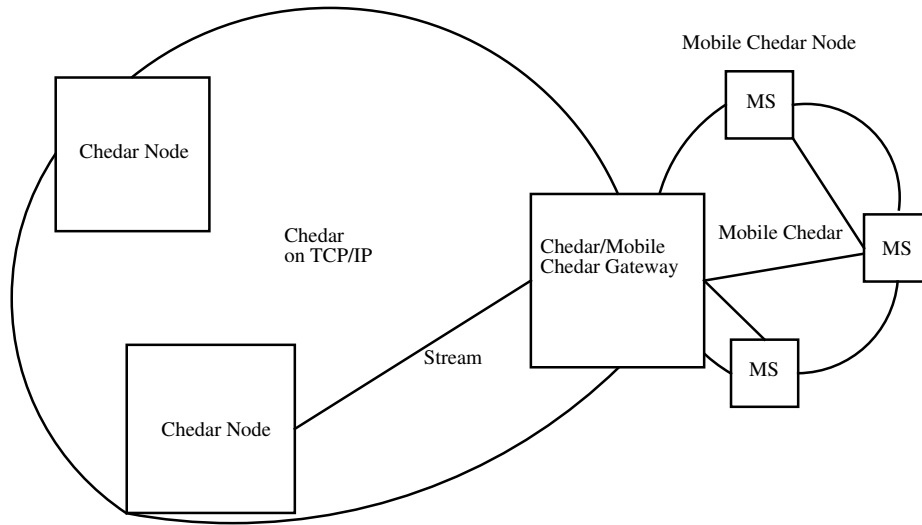 Mobile Chedar Node
MS
Chedar Node
Chedar
on TCP/IP
Chedar/Mobile
Chedar Gateway
Mobile Chedar
MS
Stream
MS
Chedar Node